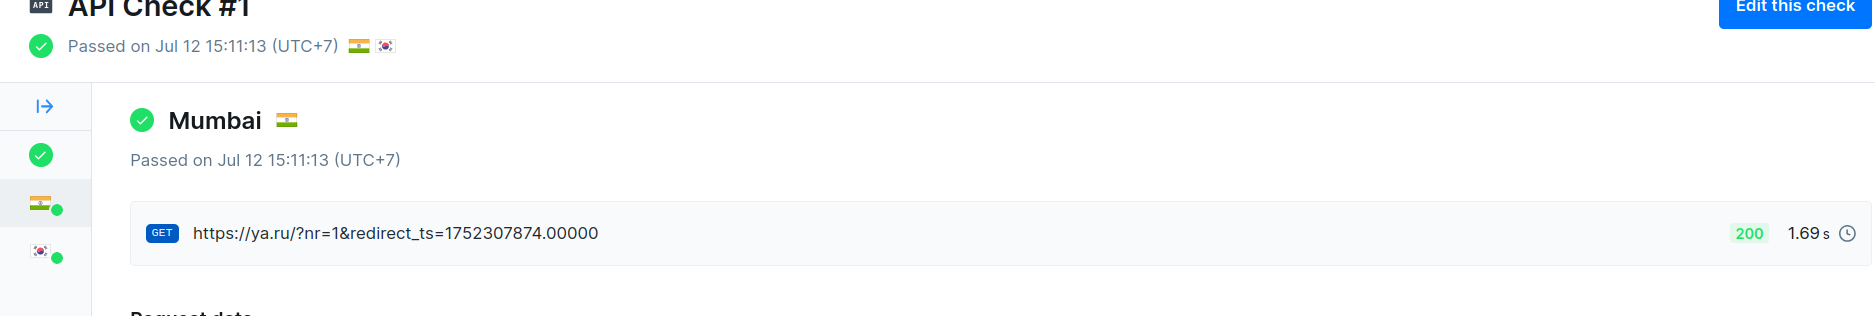 API
API Check #1
Edit this check
Passed on Jul 12 15:11:13 (UTC+7)
Mumbai
Passed on Jul 12 15:11:13 (UTC+7)
GET https://ya.ru/?nr=1&redirect_ts=1752307874.00000 200 1.69 s
Request data